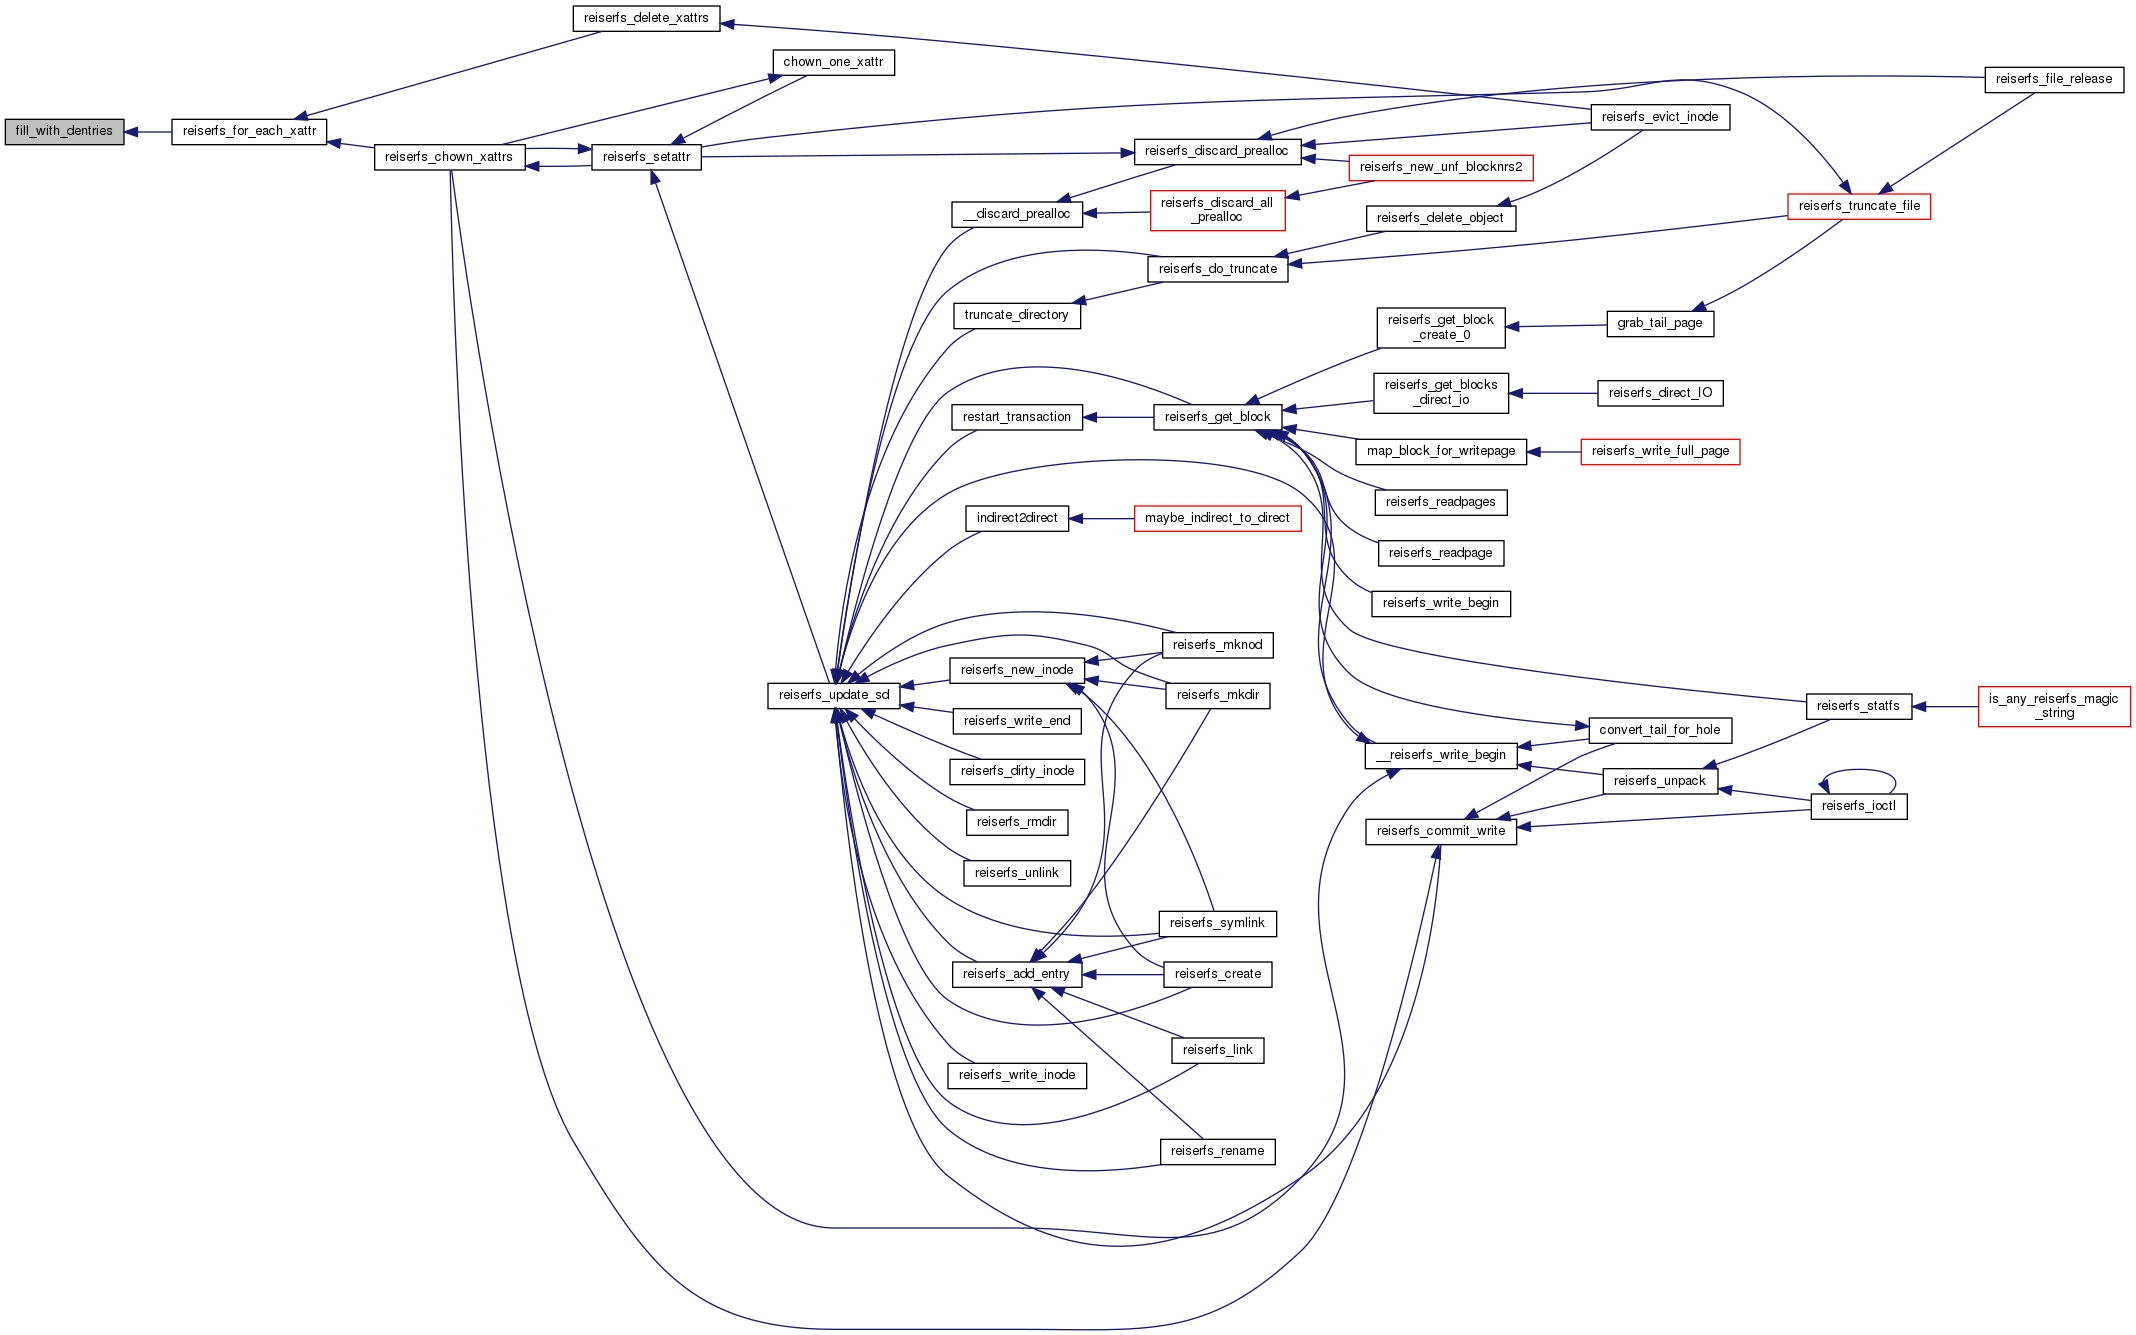 reiserfs_delete_xattrs
chown_one_xattr
reiserfs_file_release
reiserfs_evict_inode
fill_with_dentries
reiserfs_for_each_xattr
reiserfs_chown_xattrs
reiserfs_setattr
reiserfs_discard_prealloc
reiserfs_new_unf_blocknrs2
__discard_prealloc
reiserfs_discard_all
_prealloc
reiserfs_delete_object
reiserfs_truncate_file
reiserfs_do_truncate
truncate_directory
reiserfs_get_block
_create_0
grab_tail_page
reiserfs_get_blocks
_direct_io
reiserfs_direct_IO
restart_transaction
reiserfs_get_block
map_block_for_writepage
reiserfs_write_full_page
reiserfs_readpages
indirect2direct
maybe_indirect_to_direct
reiserfs_readpage
reiserfs_write_begin
reiserfs_mknod
reiserfs_new_inode
reiserfs_update_sd
reiserfs_mkdir
reiserfs_statfs
is_any_reiserfs_magic
_string
reiserfs_write_end
convert_tail_for_hole
__reiserfs_write_begin
reiserfs_dirty_inode
reiserfs_unpack
reiserfs_ioctl
reiserfs_rmdir
reiserfs_commit_write
reiserfs_unlink
reiserfs_symlink
reiserfs_add_entry
reiserfs_create
reiserfs_link
reiserfs_write_inode
reiserfs_rename